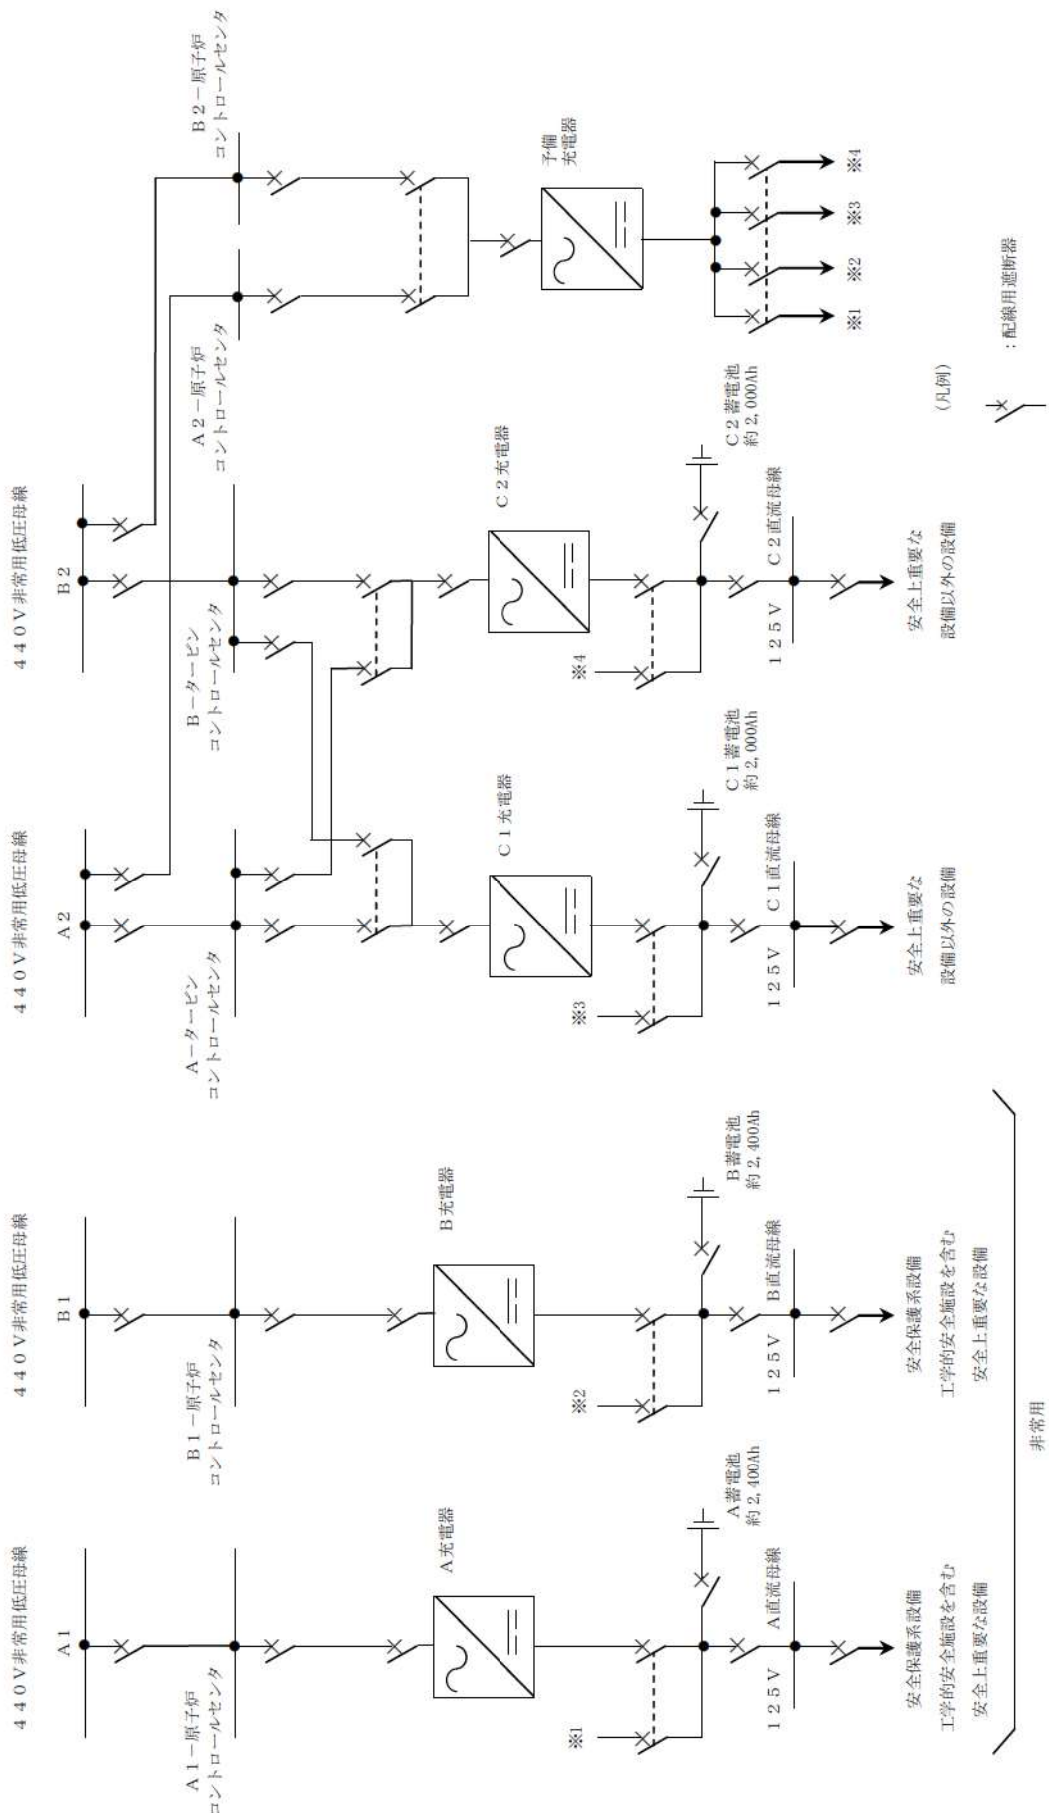 440V非常用低圧母線
A1
A1-原子炉
コントロールセンタ
A充電器
※1
A蓄電池
約2,400Ah
125V A直流母線
安全保護系設備
工学的安全施設を含む
安全上重要な設備
440V非常用低圧母線
B1
B1-原子炉
コントロールセンタ
B充電器
※2
B蓄電池
約2,400Ah
125V B直流母線
安全保護系設備
工学的安全施設を含む
安全上重要な設備
非常用
440V非常用低圧母線
A2
A-タービン
コントロールセンタ
C1充電器
※3
C1蓄電池
約2,000Ah
125V C1直流母線
安全上重要な
設備以外の設備
440V非常用低圧母線
B2
B-タービン
コントロールセンタ
C2充電器
※4
C2蓄電池
約2,000Ah
125V C2直流母線
安全上重要な
設備以外の設備
A2-原子炉
コントロールセンタ
B2-原子炉
コントロールセンタ
予備
充電器
※1
※2
※3
※4
(凡例)
:配線用遮断器